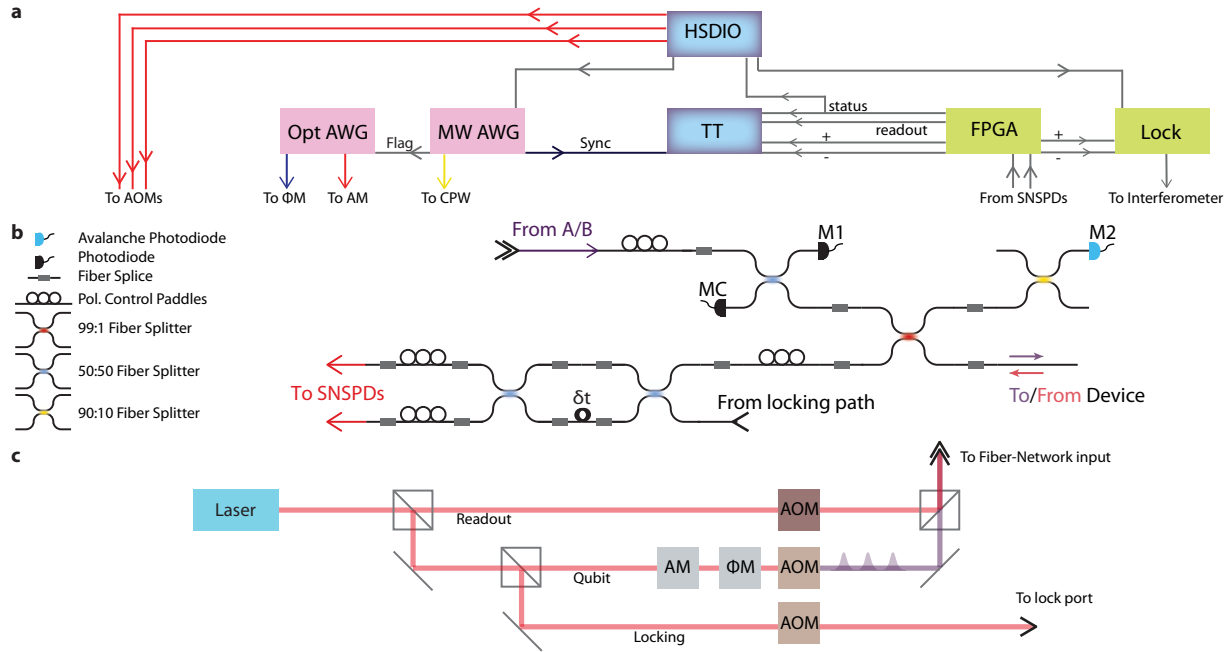 a
HSDIO
status
Opt AWG
Flag
MW AWG
Sync
TT
readout
FPGA
Lock
+
-
+
-
To AOMs
To ΦM
To AM
To CPW
From SNSPDs
To Interferometer
b
Avalanche Photodiode
Photodiode
Fiber Splice
Pol. Control Paddles
99:1 Fiber Splitter
50:50 Fiber Splitter
90:10 Fiber Splitter
From A/B
M1
M2
MC
To SNSPDs
δt
From locking path
To/From Device
c
To Fiber-Network input
Laser
Readout
AOM
Qubit
AM
ΦM
AOM
To lock port
Locking
AOM